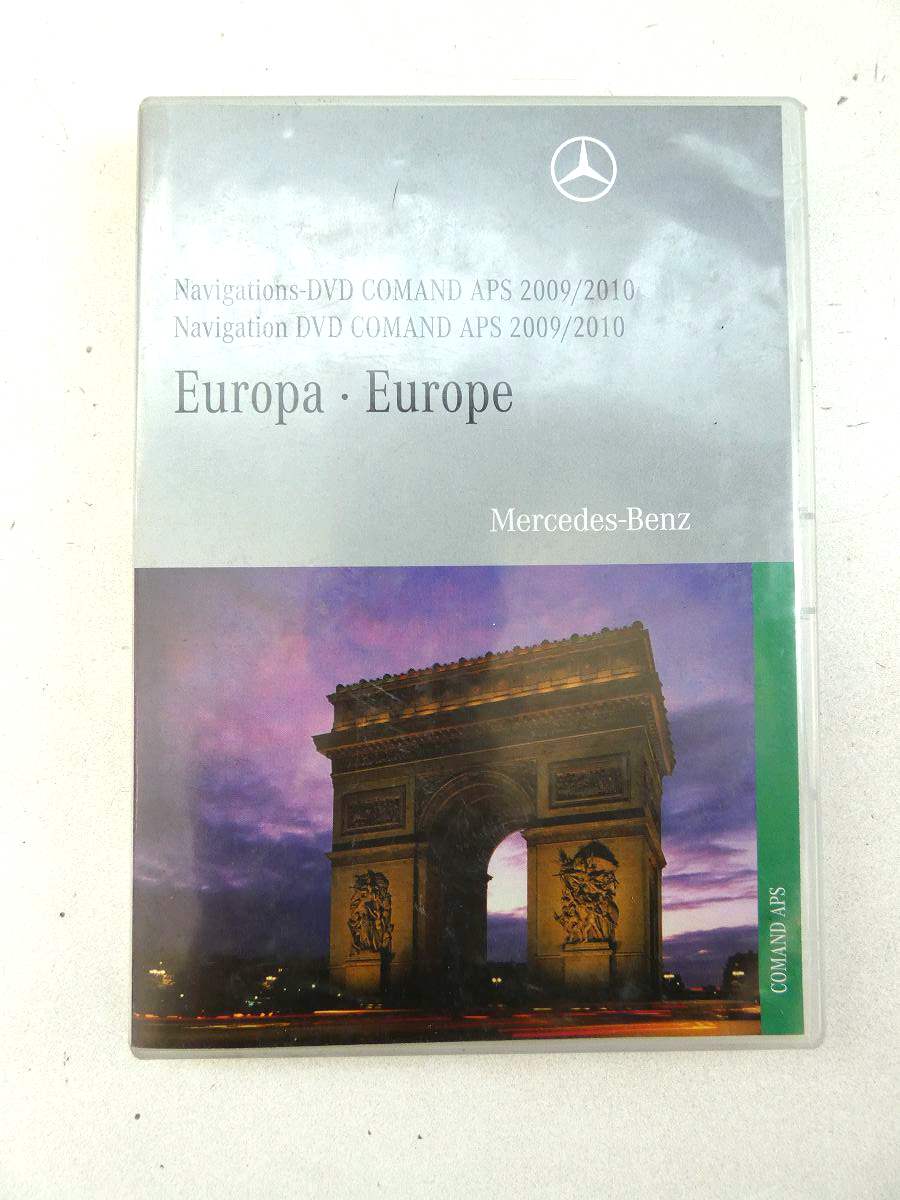 Navigations-DVD COMAND APS 2009/2010
Navigation DVD COMAND APS 2009/2010
Europa · Europe
Mercedes-Benz
COMAND APS